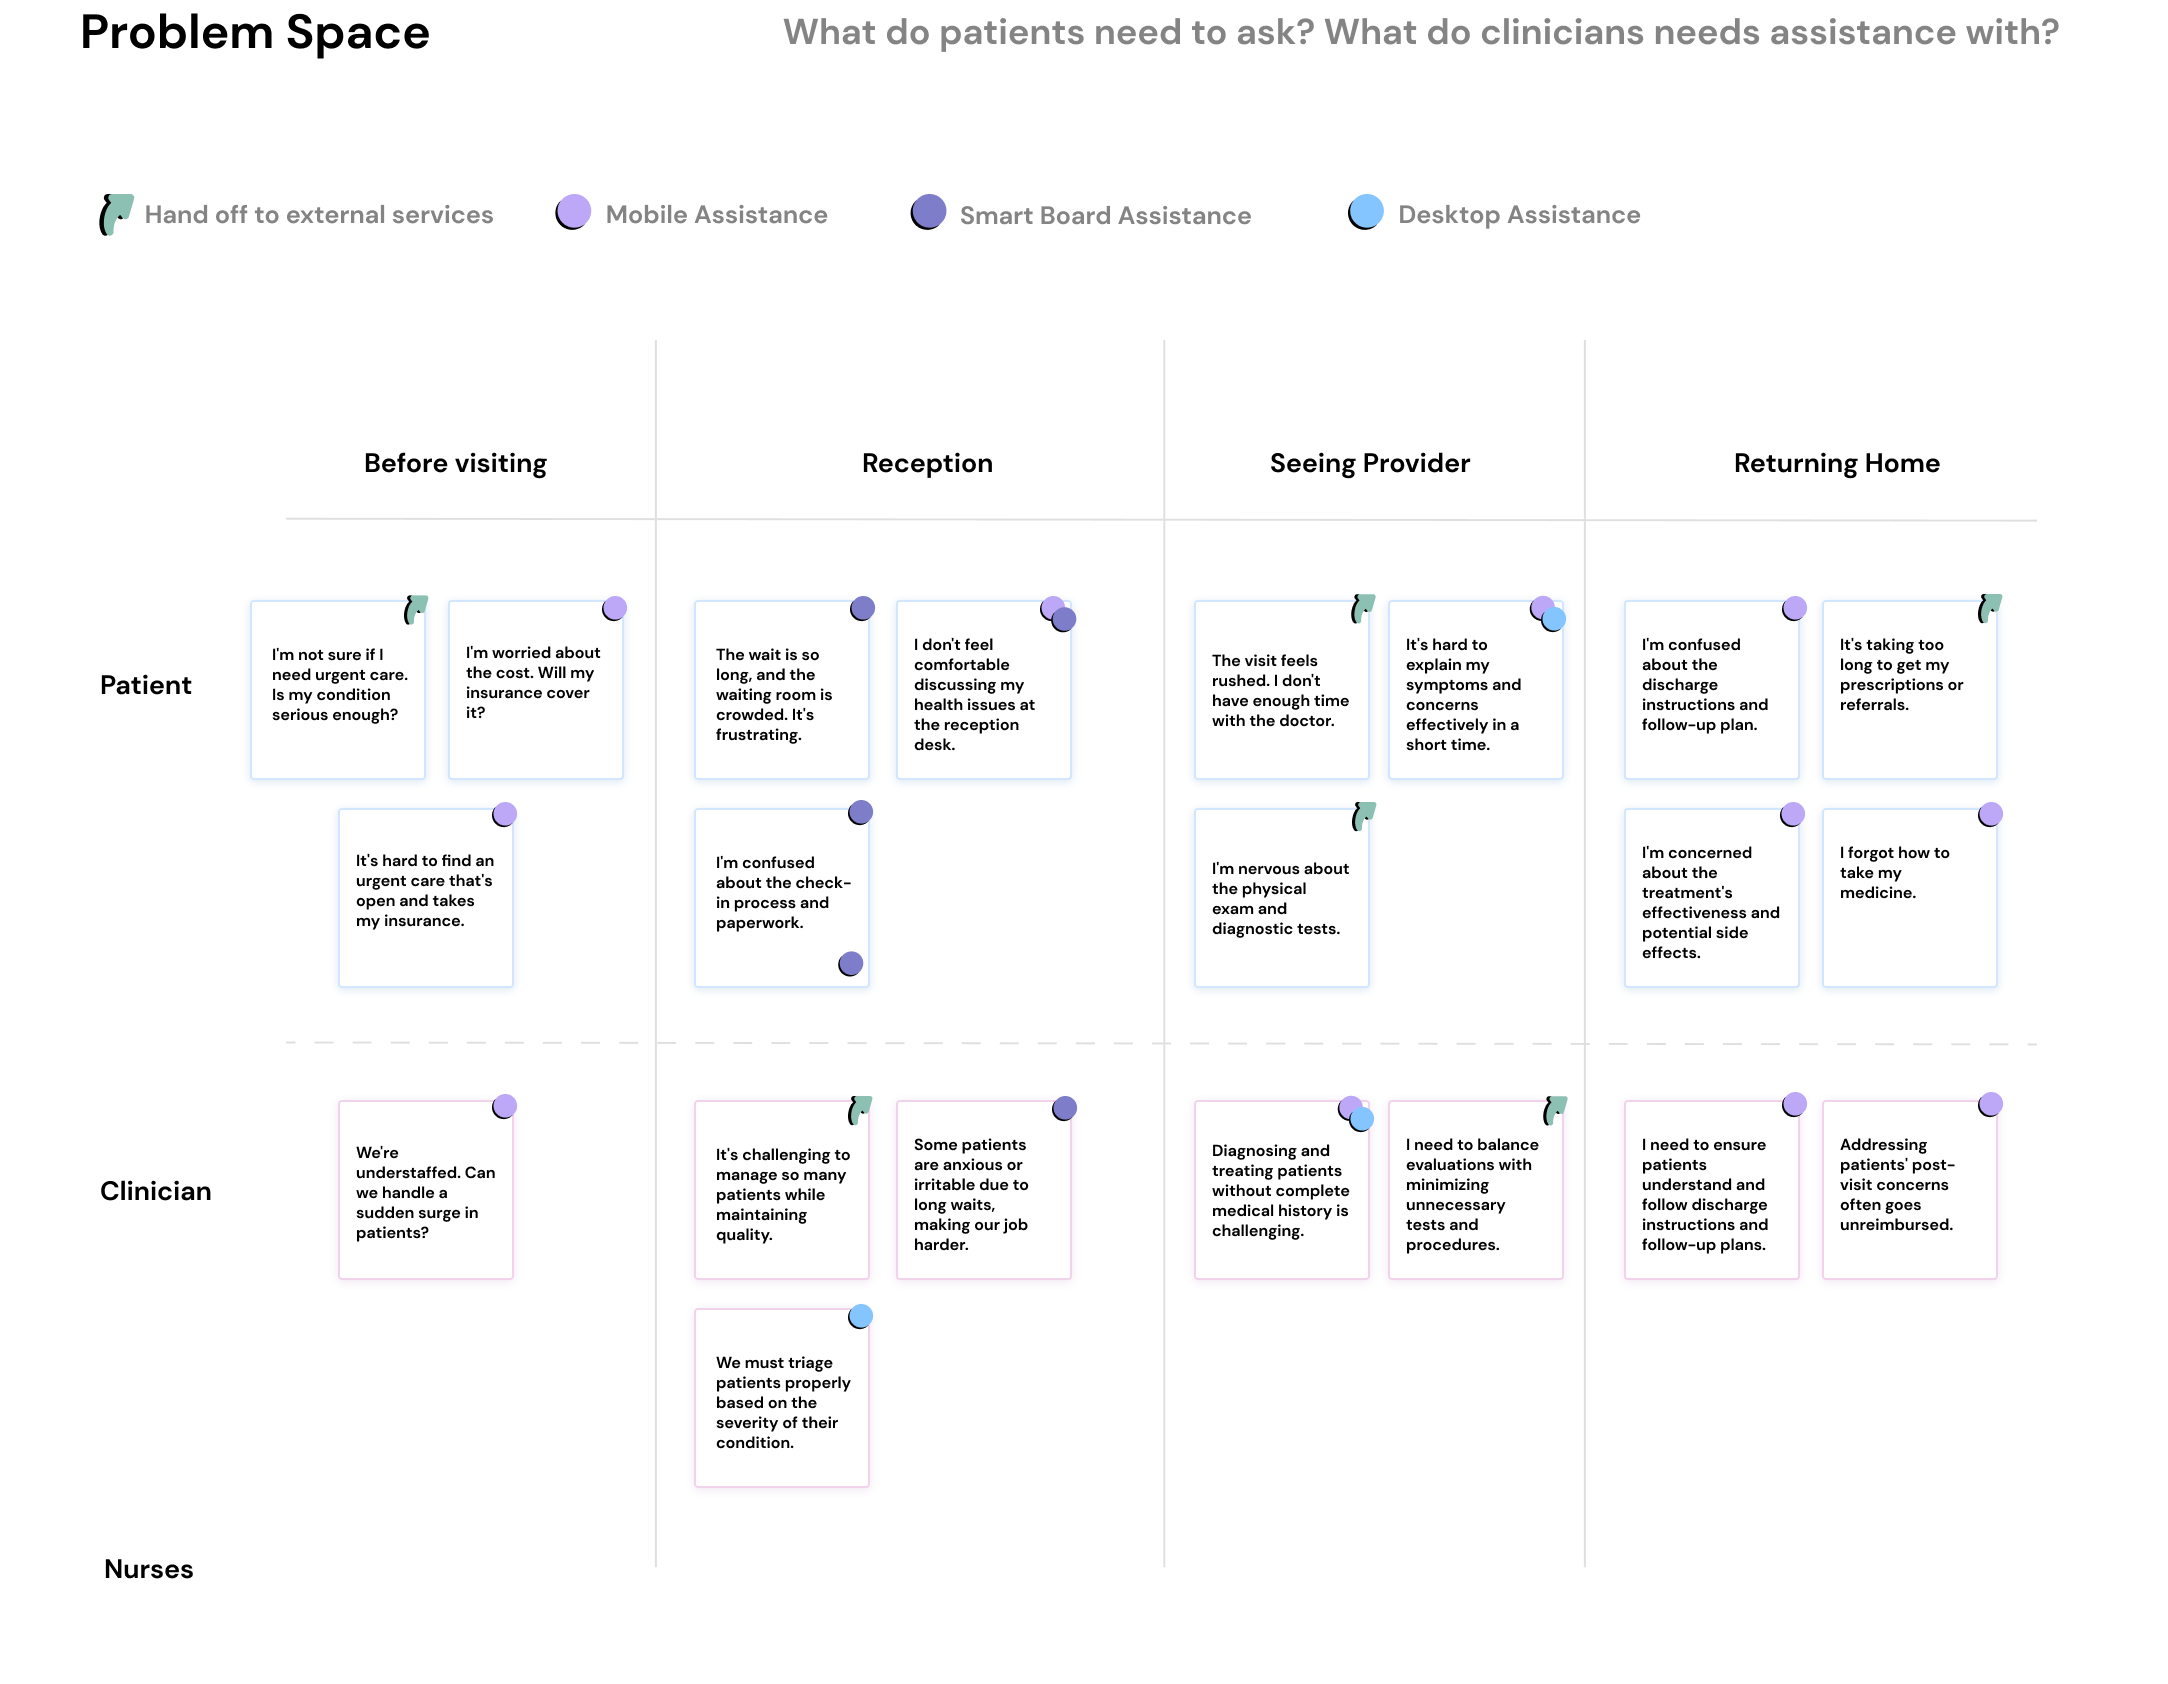 Problem Space
What do patients need to ask? What do clinicians needs assistance with?
Hand off to external services
Mobile Assistance
Smart Board Assistance
Desktop Assistance
Before visiting
Reception
Seeing Provider
Returning Home
Patient
I'm not sure if I
need urgent care.
Is my condition
serious enough?
I'm worried about
the cost. Will my
insurance cover
it?
It's hard to find an
urgent care that's
open and takes
my insurance.
The wait is so
long, and the
waiting room is
crowded. It's
frustrating.
I don't feel
comfortable
discussing my
health issues at
the reception
desk.
I'm confused
about the check-
in process and
paperwork.
The visit feels
rushed. I don't
have enough time
with the doctor.
It's hard to
explain my
symptoms and
concerns
effectively in a
short time.
I'm nervous about
the physical
exam and
diagnostic tests.
I'm confused
about the
discharge
instructions and
follow-up plan.
It's taking too
long to get my
prescriptions or
referrals.
I'm concerned
about the
treatment's
effectiveness and
potential side
effects.
I forgot how to
take my
medicine.
Clinician
We're
understaffed. Can
we handle a
sudden surge in
patients?
It's challenging to
manage so many
patients while
maintaining
quality.
Some patients
are anxious or
irritable due to
long waits,
making our job
harder.
We must triage
patients properly
based on the
severity of their
condition.
Diagnosing and
treating patients
without complete
medical history is
challenging.
I need to balance
evaluations with
minimizing
unnecessary
tests and
procedures.
I need to ensure
patients
understand and
follow discharge
instructions and
follow-up plans.
Addressing
patients' post-
visit concerns
often goes
unreimbursed.
Nurses